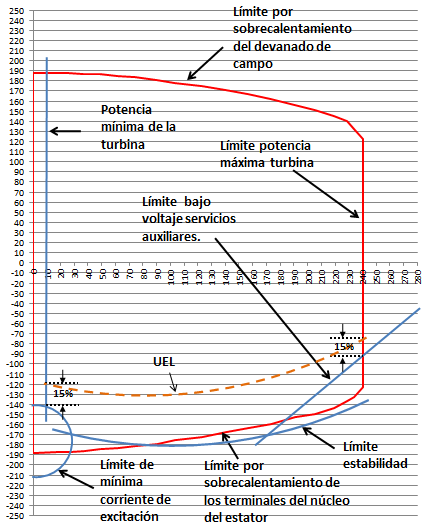 250
240
230
220
210
200
190
180
170
160
150
140
130
120
110
100
90
80
70
60
50
40
30
20
10
0
-10
-20
-30
-40
-50
-60
-70
-80
-90
-100
-110
-120
-130
-140
-150
-160
-170
-180
-190
-200
-210
-220
-230
-240
-250
Límite por
sobrecalentamiento
del devanado de
campo
Potencia
mínima de la
turbina
Límite potencia
máxima turbina
Límite bajo
voltaje servicios
auxiliares.
0 10 20 30 40 50 60 70 80 90 100 110 120 130 140 150 160 170 180 190 200 210 220 230 240 250 260 270 280
UEL
15%
15%
Límite
estabilidad
Límite de
mínima
corriente de
excitación
Límite por
sobrecalentamiento de
los terminales del núcleo
del estator